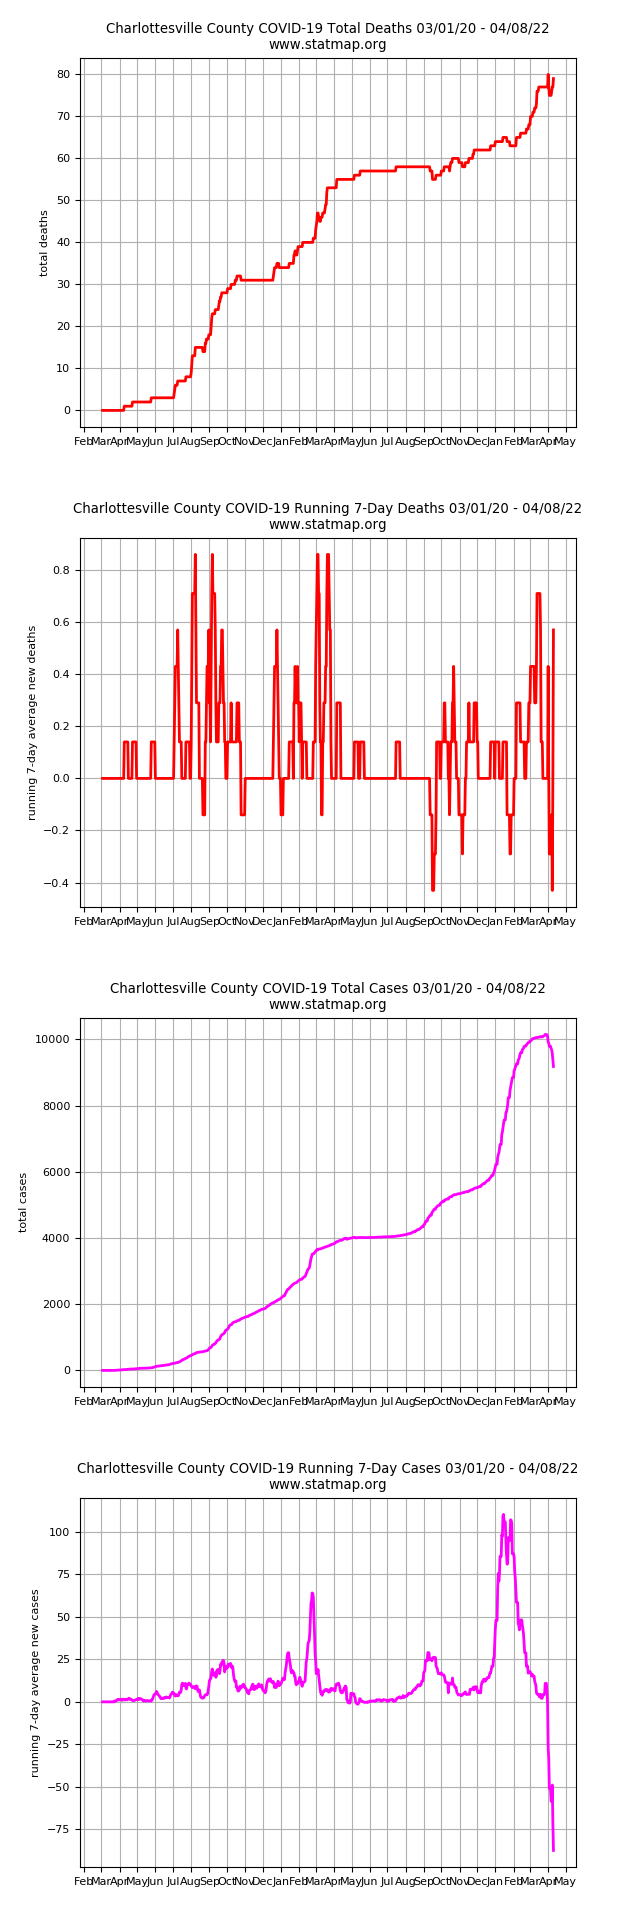 Charlottesville County COVID-19 Total Deaths 03/01/20 - 04/08/22
www.statmap.org
80
70
60
50
40
30
20
10
0
total deaths
Feb Mar Apr May Jun Jul Aug Sep Oct Nov Dec Jan Feb Mar Apr May Jun Jul Aug Sep Oct Nov Dec Jan Feb Mar Apr May
Charlottesville County COVID-19 Running 7-Day Deaths 03/01/20 - 04/08/22
www.statmap.org
0.8
0.6
0.4
0.2
0.0
−0.2
−0.4
running 7-day average new deaths
Feb Mar Apr May Jun Jul Aug Sep Oct Nov Dec Jan Feb Mar Apr May Jun Jul Aug Sep Oct Nov Dec Jan Feb Mar Apr May
Charlottesville County COVID-19 Total Cases 03/01/20 - 04/08/22
www.statmap.org
10000
8000
6000
4000
2000
0
total cases
Feb Mar Apr May Jun Jul Aug Sep Oct Nov Dec Jan Feb Mar Apr May Jun Jul Aug Sep Oct Nov Dec Jan Feb Mar Apr May
Charlottesville County COVID-19 Running 7-Day Cases 03/01/20 - 04/08/22
www.statmap.org
100
75
50
25
0
−25
−50
−75
running 7-day average new cases
Feb Mar Apr May Jun Jul Aug Sep Oct Nov Dec Jan Feb Mar Apr May Jun Jul Aug Sep Oct Nov Dec Jan Feb Mar Apr May